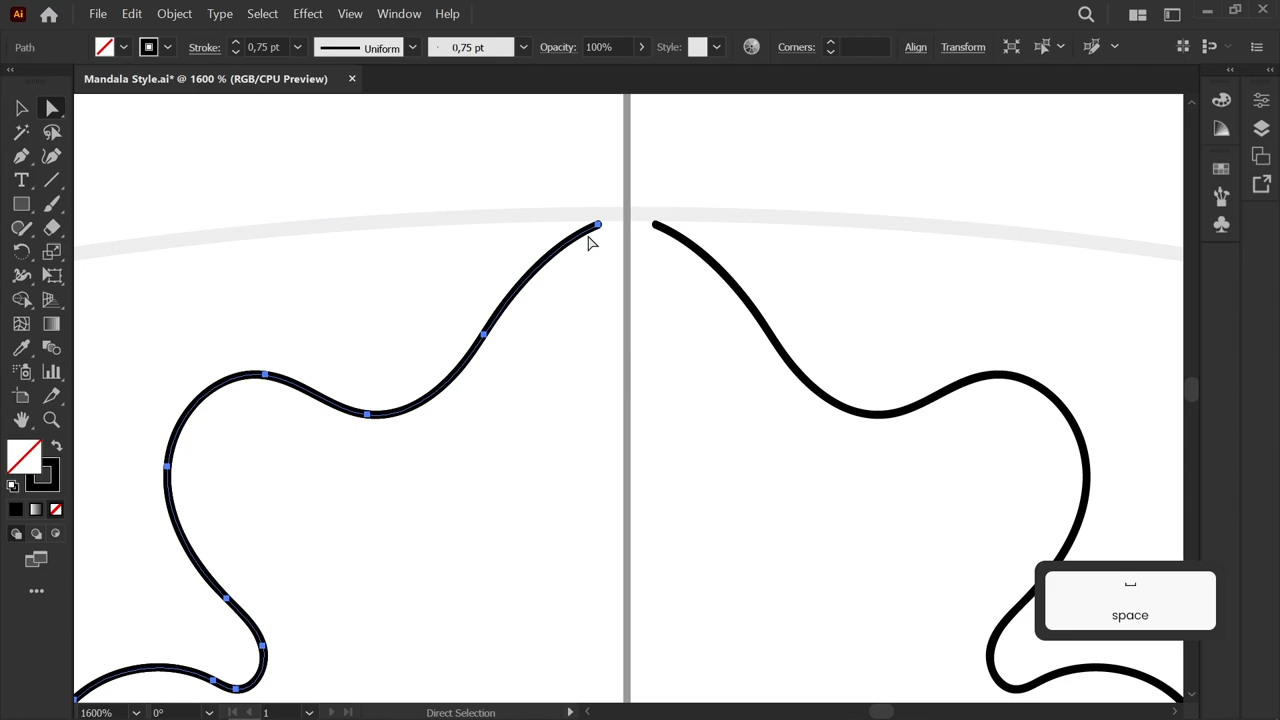 Ai File Edit Object Type Select Effect View Window Help
Path Stroke: 0,75 pt Uniform 0,75 pt Opacity: 100% Style: Corners: Align Transform
Mandala Style.ai* @ 1600 % (RGB/CPU Preview)
space
1600% 0° 1 Direct Selection